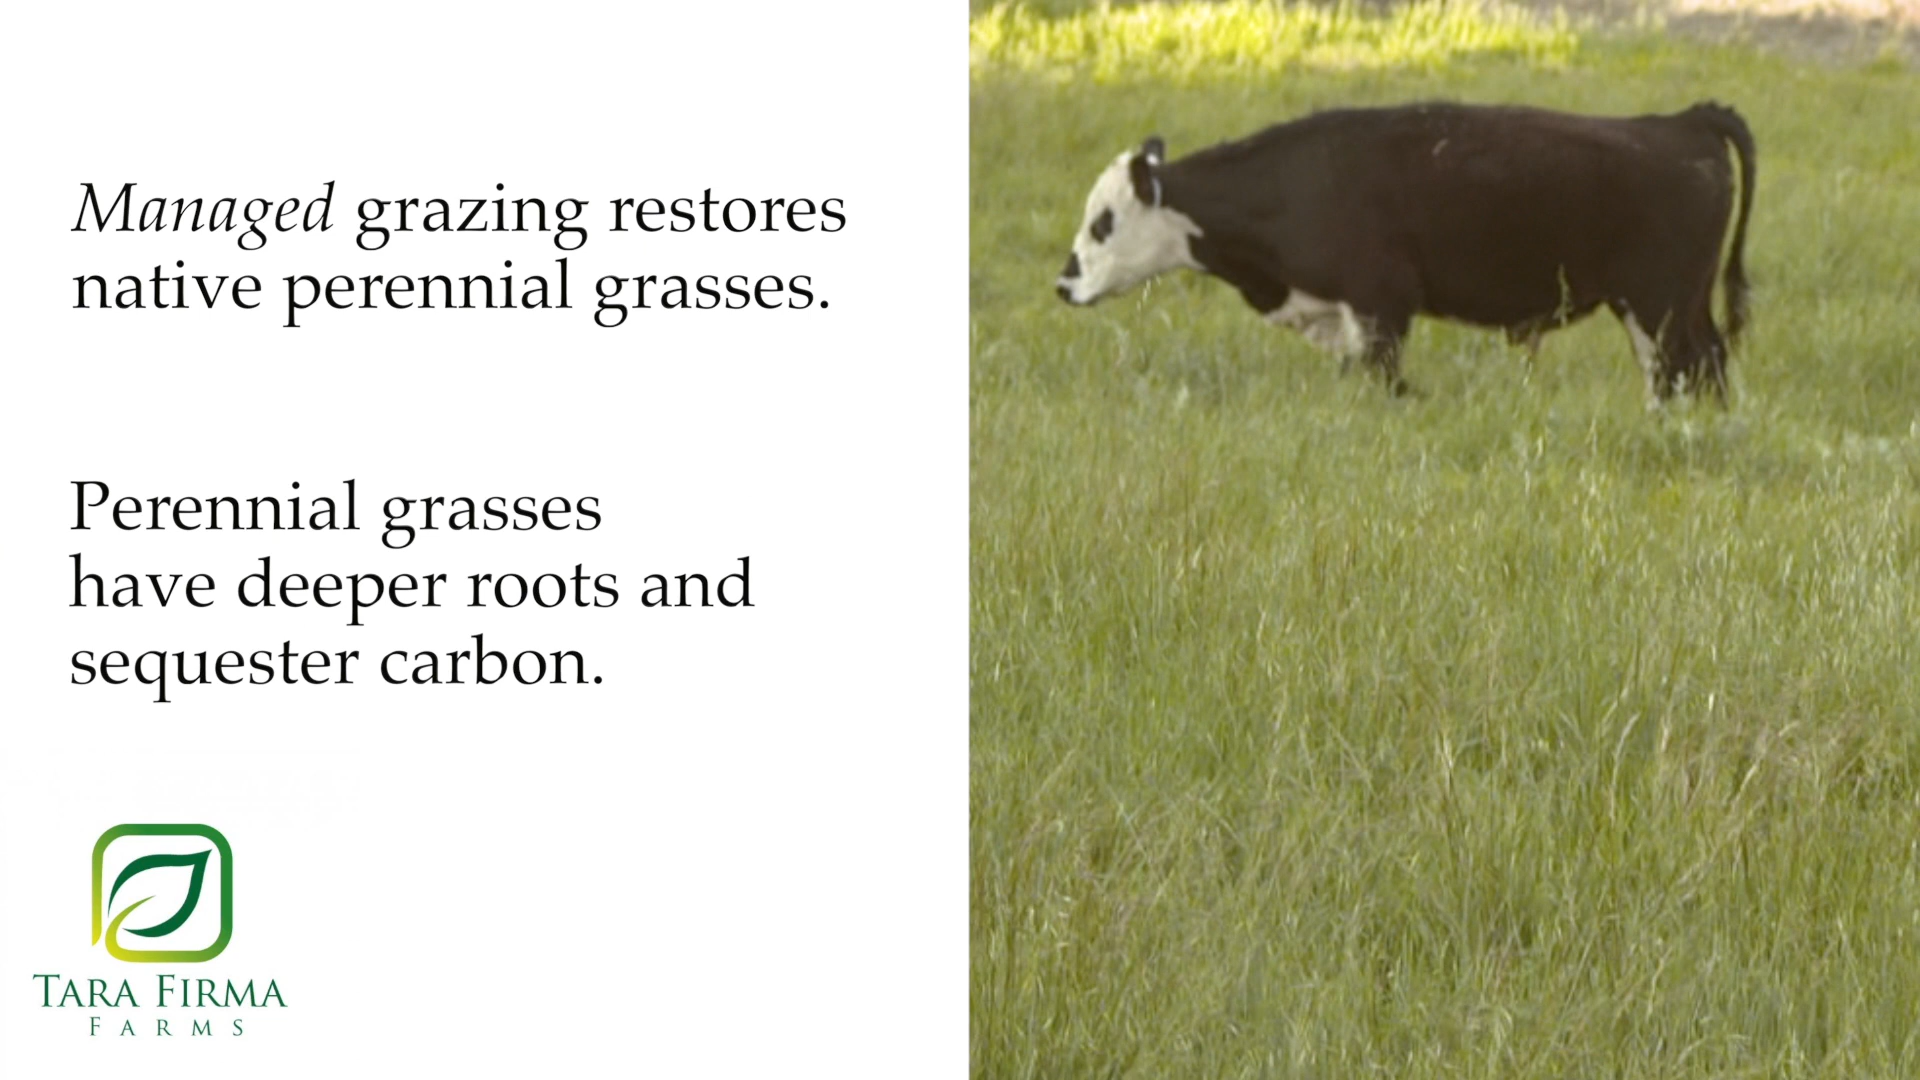 Managed grazing restores
native perennial grasses.
Perennial grasses
have deeper roots and
sequester carbon.
TARA FIRMA
FARMS